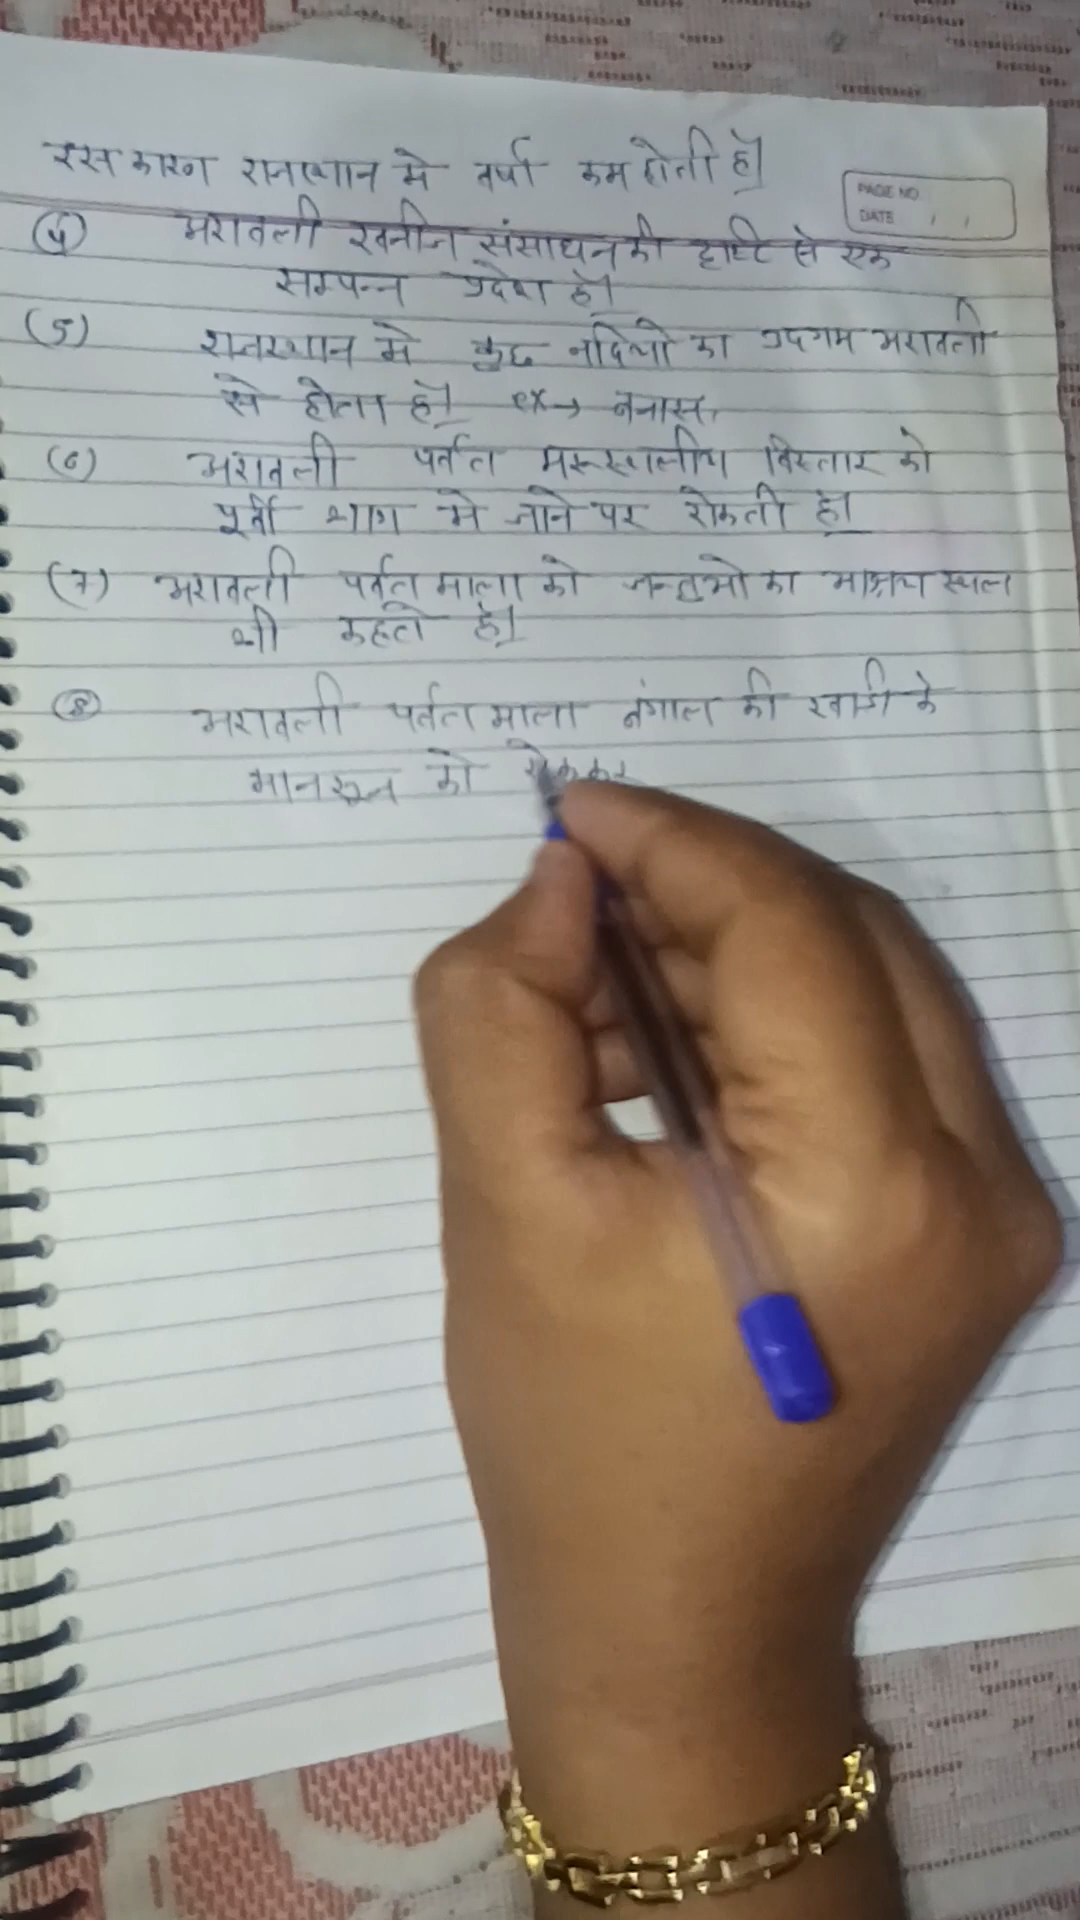 इस कारण राजस्थान मे वर्षा कम होती है।
PAGE NO
DATE / /
(4) अरावली खनीज संसाधन की दृष्टि से एक
सम्पन्न प्रदेश है।
(5) राजस्थान मे कुछ नदियो का उदगम अरावली
से होता है। ex→ बनास,
(6) अरावली पर्वत मरूस्थलीय विस्तार को
पूर्वी भाग मे जाने पर रोकती है।
(7) अरावली पर्वत माला को जन्तुओ का आश्रय स्थल
भी कहते है।
(8) अरावली पर्वत माला बंगाल की खाड़ी के
मानसून को रोककर